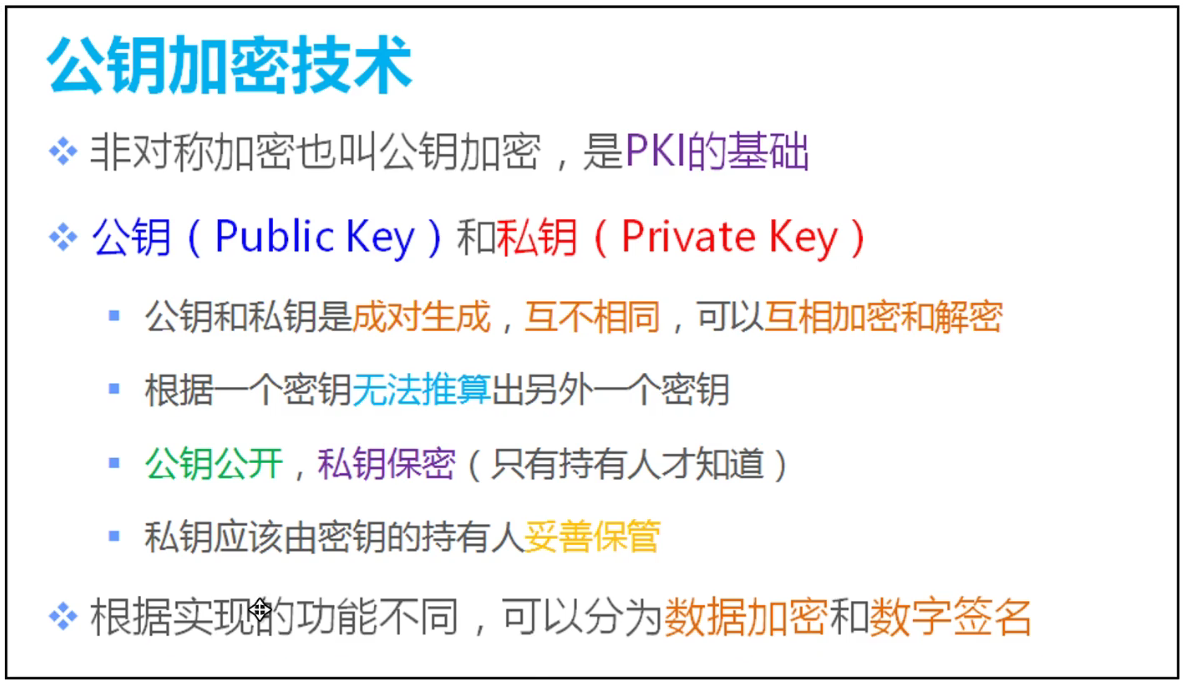 公钥加密技术
非对称加密也叫公钥加密，是PKI的基础
公钥（Public Key）和私钥（Private Key）
公钥和私钥是成对生成，互不相同，可以互相加密和解密
根据一个密钥无法推算出另外一个密钥
公钥公开，私钥保密（只有持有人才知道）
私钥应该由密钥的持有人妥善保管
根据实现的功能不同，可以分为数据加密和数字签名